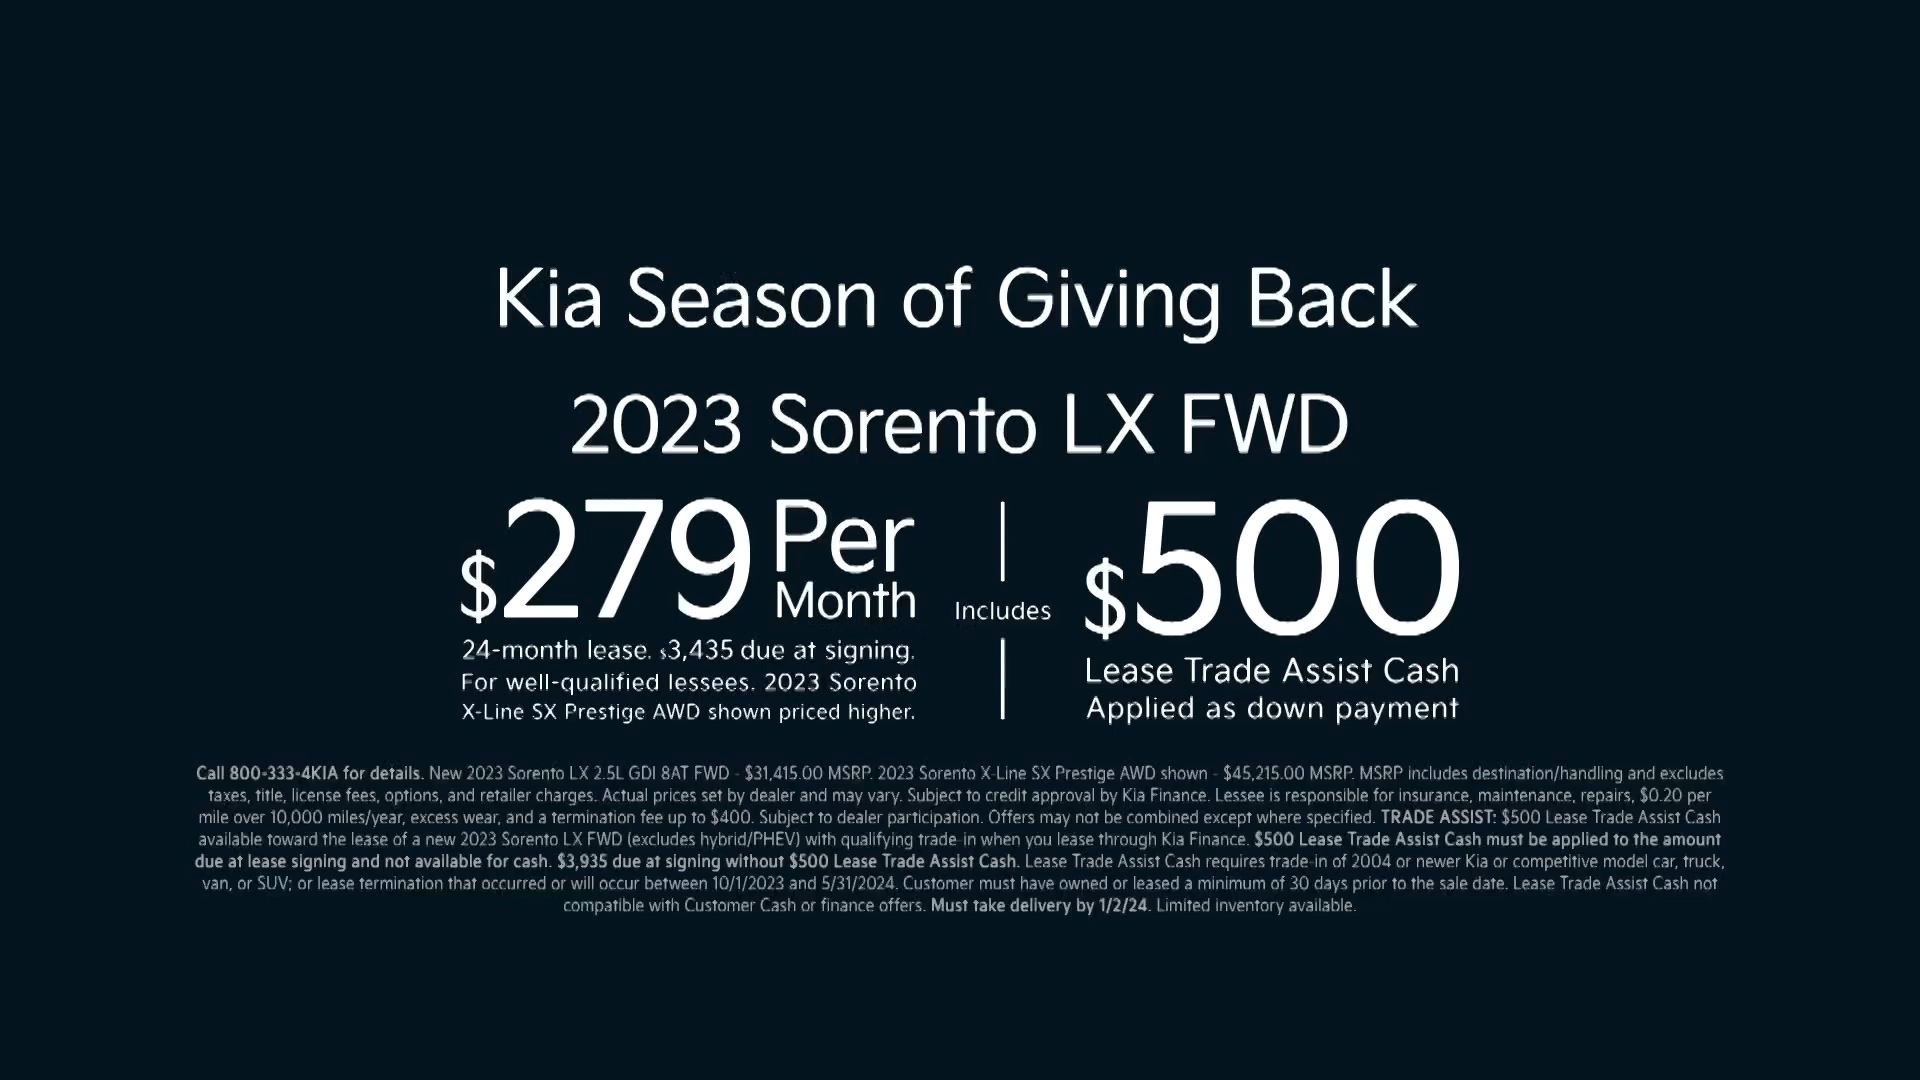 Kia Season of Giving Back
2023 Sorento LX FWD
$279 Per Month
24-month lease. $3,435 due at signing.
For well-qualified lessees. 2023 Sorento
X-Line SX Prestige AWD shown priced higher.
Includes
$500
Lease Trade Assist Cash
Applied as down payment
Call 800-333-4KIA for details. New 2023 Sorento LX 2.5L GDI 8AT FWD - $31,415.00 MSRP. 2023 Sorento X-Line SX Prestige AWD shown - $45,215.00 MSRP. MSRP includes destination/handling and excludes
taxes, title, license fees, options, and retailer charges. Actual prices set by dealer and may vary. Subject to credit approval by Kia Finance. Lessee is responsible for insurance, maintenance, repairs, $0.20 per
mile over 10,000 miles/year, excess wear, and a termination fee up to $400. Subject to dealer participation. Offers may not be combined except where specified. TRADE ASSIST: $500 Lease Trade Assist Cash
available toward the lease of a new 2023 Sorento LX FWD (excludes hybrid/PHEV) with qualifying trade-in when you lease through Kia Finance. $500 Lease Trade Assist Cash must be applied to the amount
due at lease signing and not available for cash. $3,935 due at signing without $500 Lease Trade Assist Cash. Lease Trade Assist Cash requires trade-in of 2004 or newer Kia or competitive model car, truck,
van, or SUV; or lease termination that occurred or will occur between 10/1/2023 and 5/31/2024. Customer must have owned or leased a minimum of 30 days prior to the sale date. Lease Trade Assist Cash not
compatible with Customer Cash or finance offers. Must take delivery by 1/2/24. Limited inventory available.